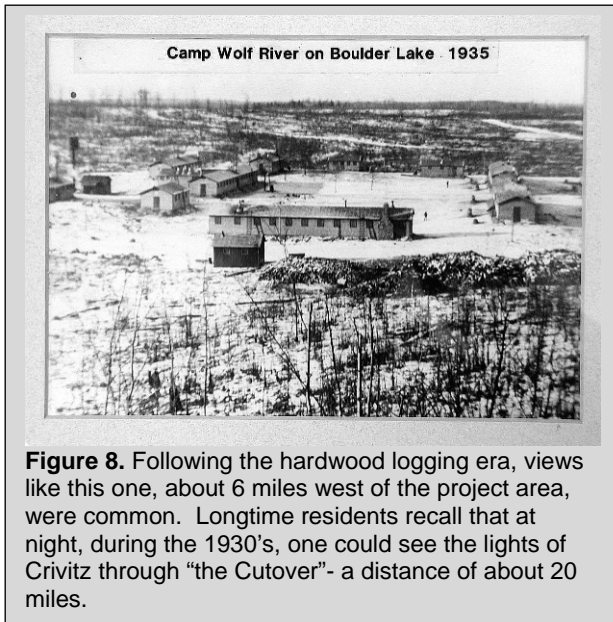 Camp Wolf River on Boulder Lake 1935
Figure 8. Following the hardwood logging era, views
like this one, about 6 miles west of the project area,
were common. Longtime residents recall that at
night, during the 1930's, one could see the lights of
Crivitz through “the Cutover”- a distance of about 20
miles.